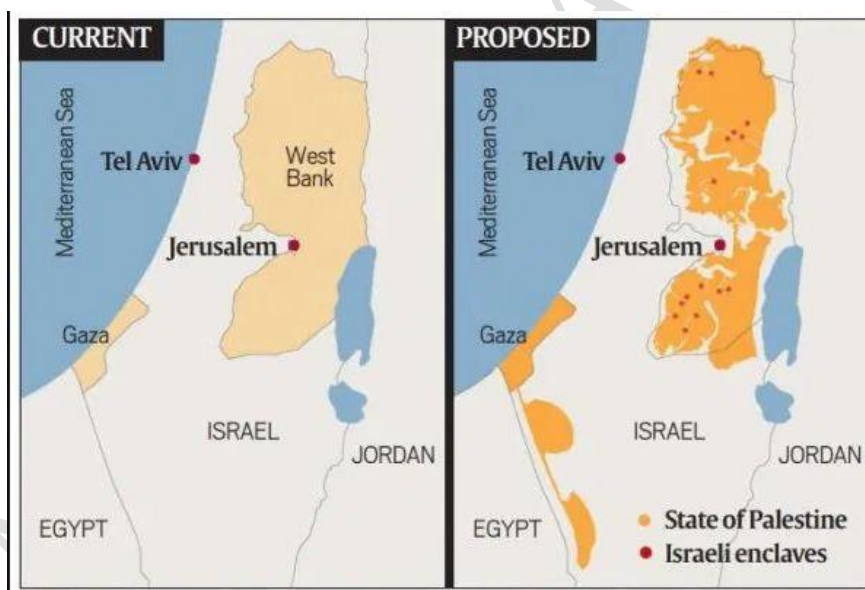 CURRENT
Mediterranean Sea
Tel Aviv
West
Bank
Jerusalem
Gaza
ISRAEL
JORDAN
EGYPT
PROPOSED
Mediterranean Sea
Tel Aviv
Jerusalem
Gaza
ISRAEL
JORDAN
EGYPT
State of Palestine
Israeli enclaves